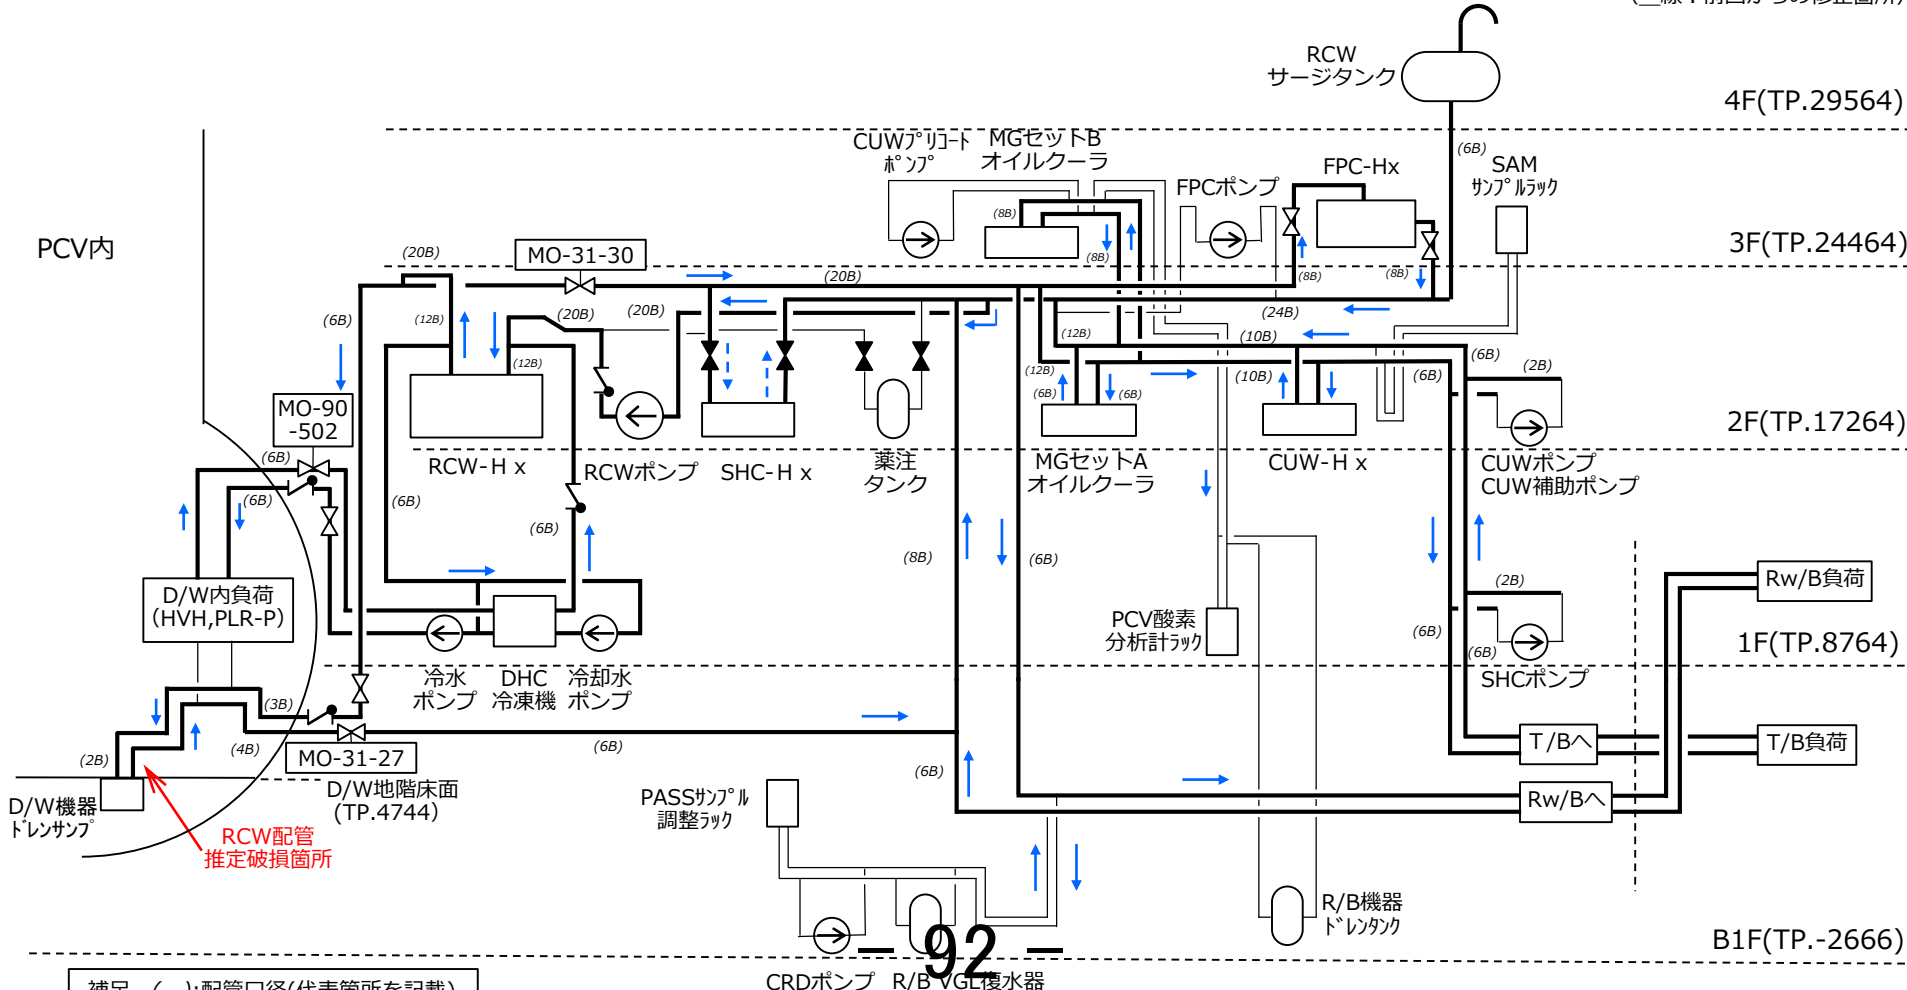 RCW
サージタンク
4F(TP.29564)
CUWﾌﾟﾘｺｰﾄ
ﾎﾟﾝﾌﾟ
MGセットB
オイルクーラ
(6B)
FPC-Hx
SAM
ｻﾝﾌﾟﾙﾗｯｸ
FPCポンプ
(8B)
PCV内
3F(TP.24464)
(20B)
MO-31-30
(8B)
(20B)
(8B)
(8B)
(6B)
(12B)
(20B)
(20B)
(24B)
(12B)
(10B)
(12B)
(6B)
(2B)
(12B)
(6B)
(6B)
(10B)
(6B)
MO-90
-502
2F(TP.17264)
(6B)
RCW-H x
RCWポンプ
SHC-H x
薬注
タンク
MGセットA
オイルクーラ
CUW-H x
CUWポンプ
CUW補助ポンプ
(6B)
(6B)
(6B)
(8B)
(6B)
D/W内負荷
(HVH,PLR-P)
(2B)
Rw/B負荷
PCV酸素
分析計ﾗｯｸ
(6B)
(6B)
1F(TP.8764)
冷水
ポンプ
DHC
冷凍機
冷却水
ポンプ
SHCポンプ
(3B)
(4B)
(6B)
MO-31-27
(2B)
T/Bへ
T/B負荷
(6B)
D/W地階床面
(TP.4744)
D/W機器
ﾄﾞﾚﾝｻﾝﾌﾟ
PASSｻﾝﾌﾟﾙ
調整ﾗｯｸ
Rw/Bへ
RCW配管
推定破損箇所
R/B機器
ﾄﾞﾚﾝﾀﾝｸ
B1F(TP.-2666)
― 92 ―
CRDポンプ
R/B VGL復水器